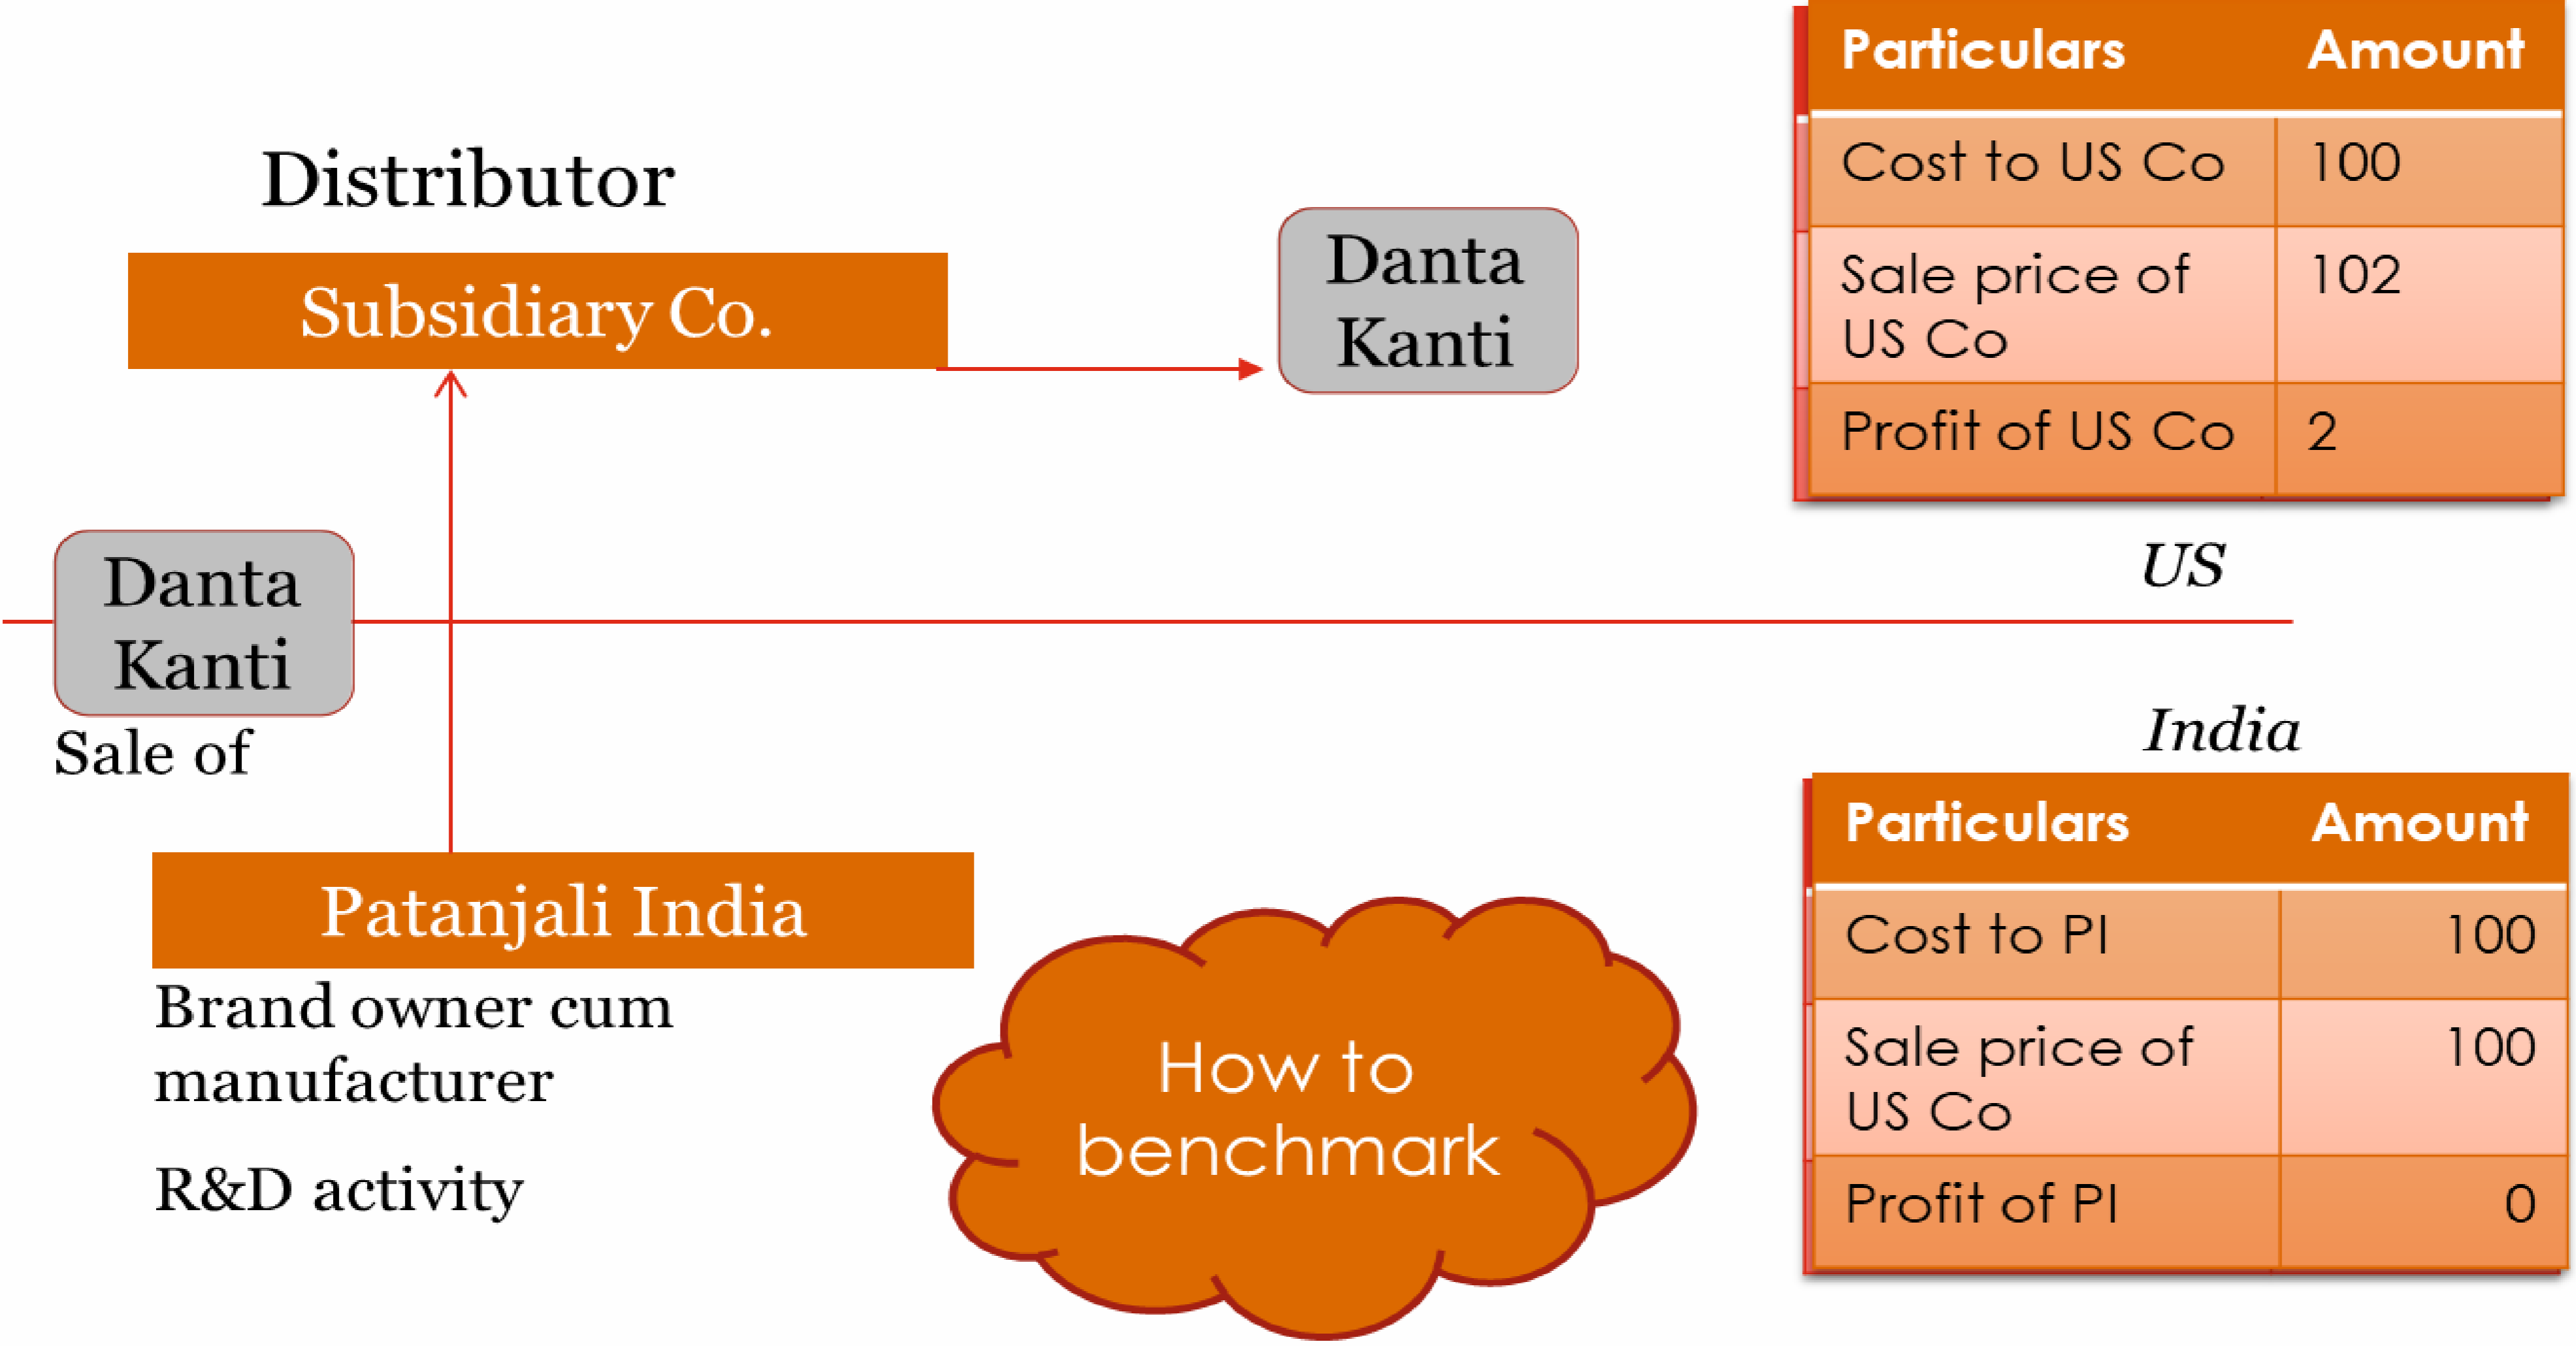 Distributor
Subsidiary Co.
Danta
Kanti
Particulars Amount
Cost to US Co 100
Sale price of 102
US Co
Profit of US Co 2
US
Danta
Kanti
Sale of
India
Patanjali India
Brand owner cum
manufacturer
R&D activity
How to
benchmark
Particulars Amount
Cost to PI 100
Sale price of 100
US Co
Profit of PI 0